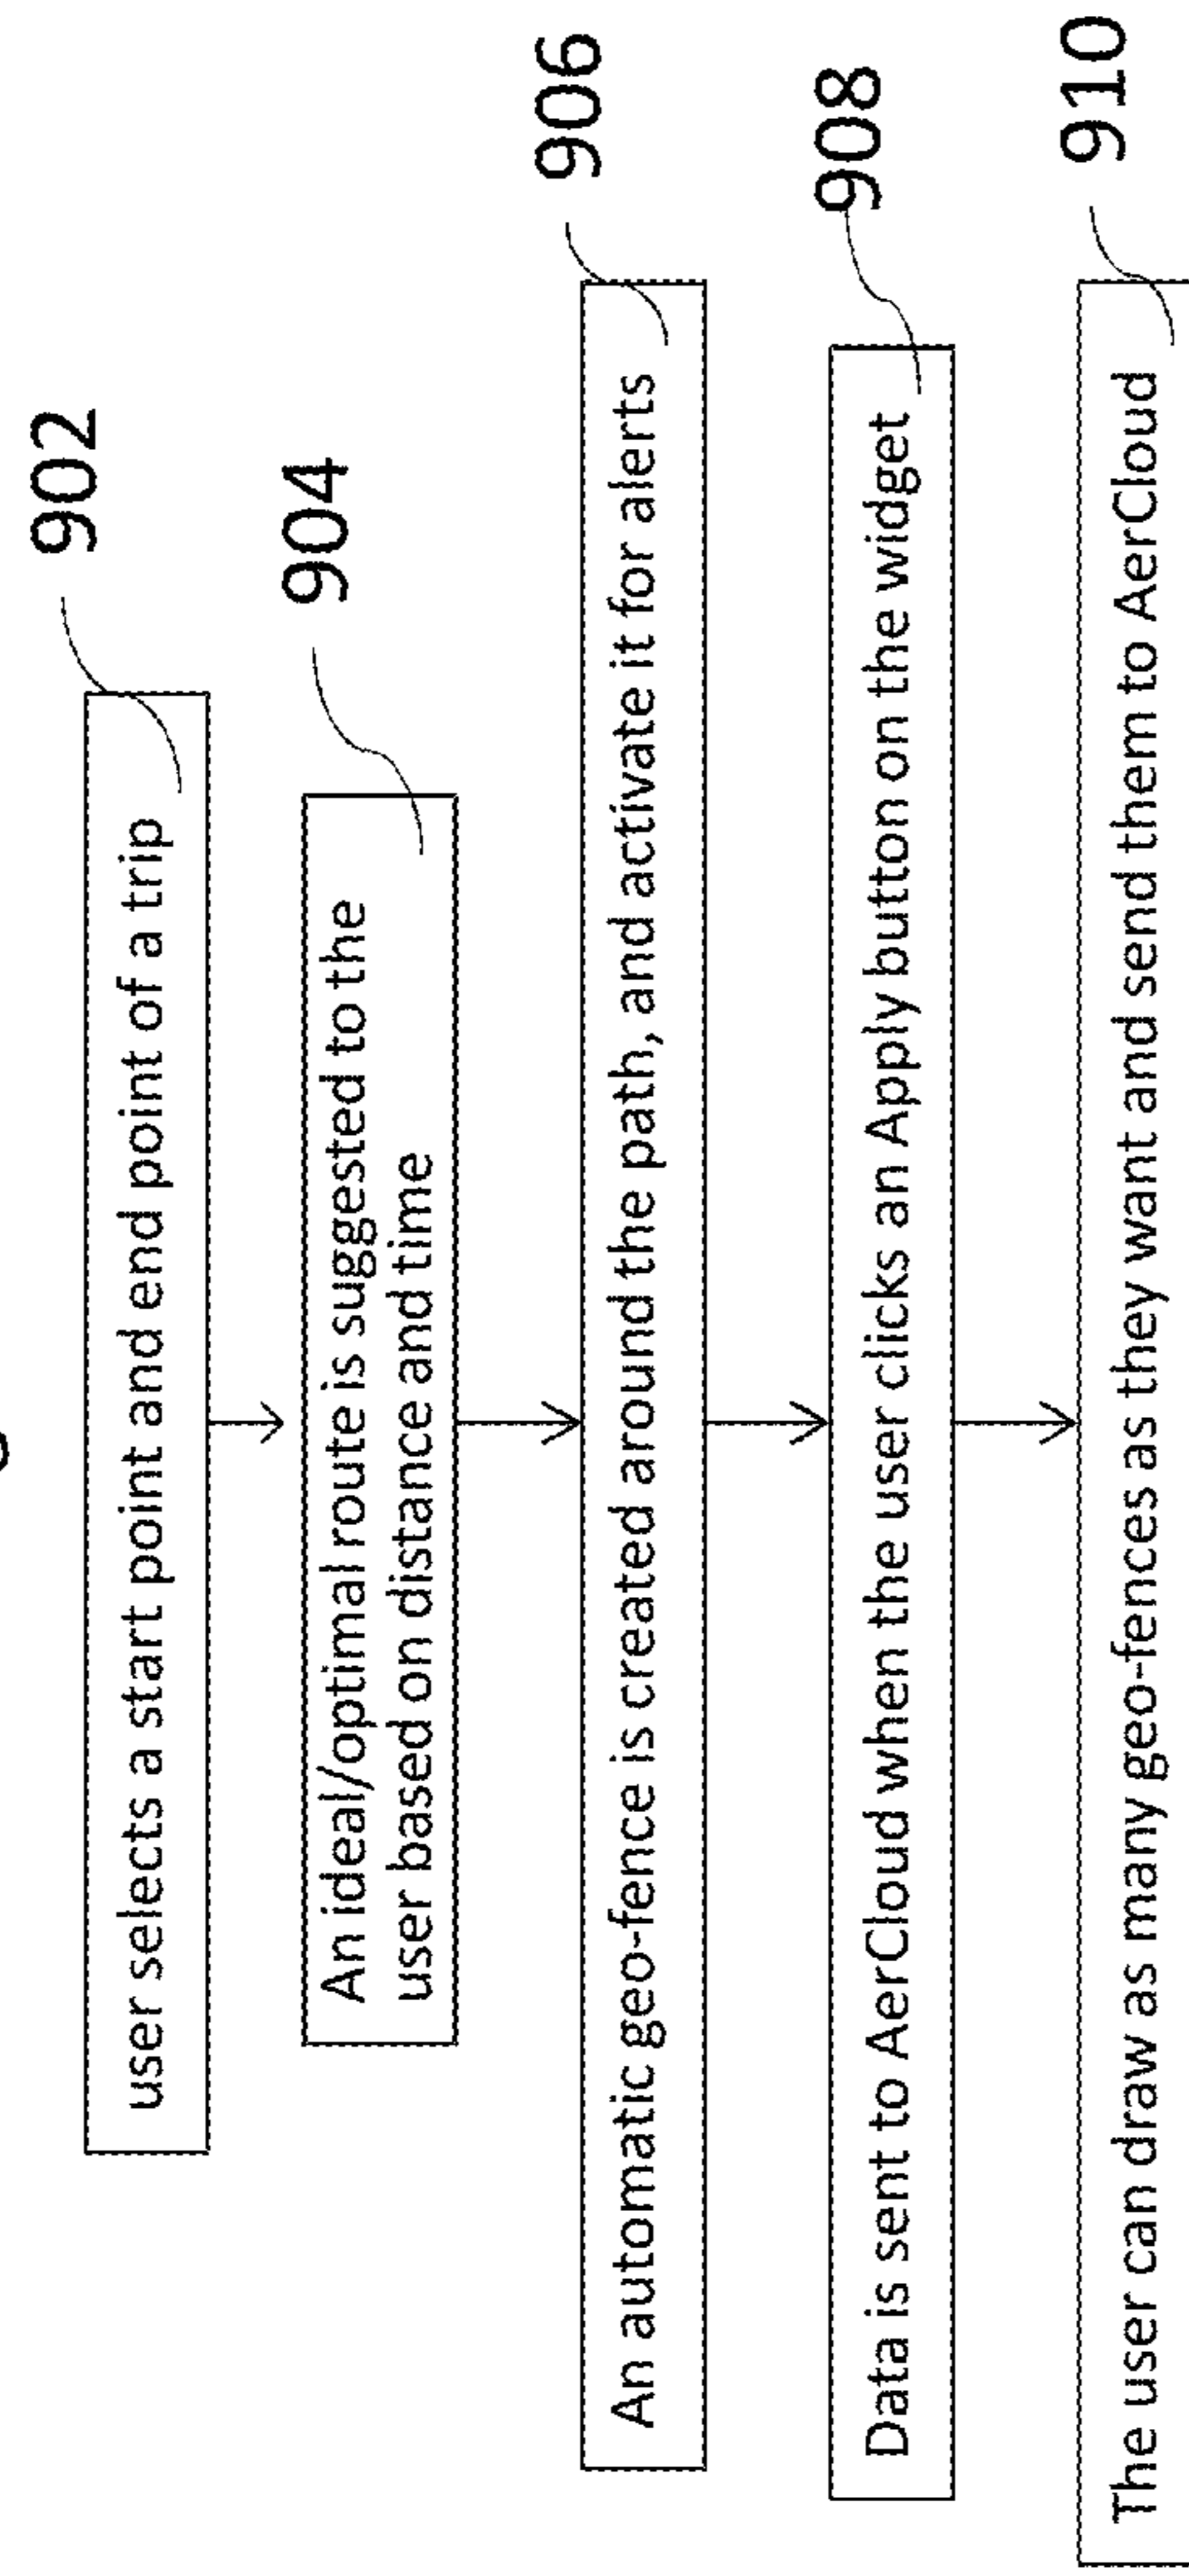 902
user selects a start point and end point of a trip
904
An ideal/optimal route is suggested to the
user based on distance and time
906
An automatic geo-fence is created around the path, and activate it for alerts
908
Data is sent to AerCloud when the user clicks an Apply button on the widget
910
The user can draw as many geo-fences as they want and send them to AerCloud